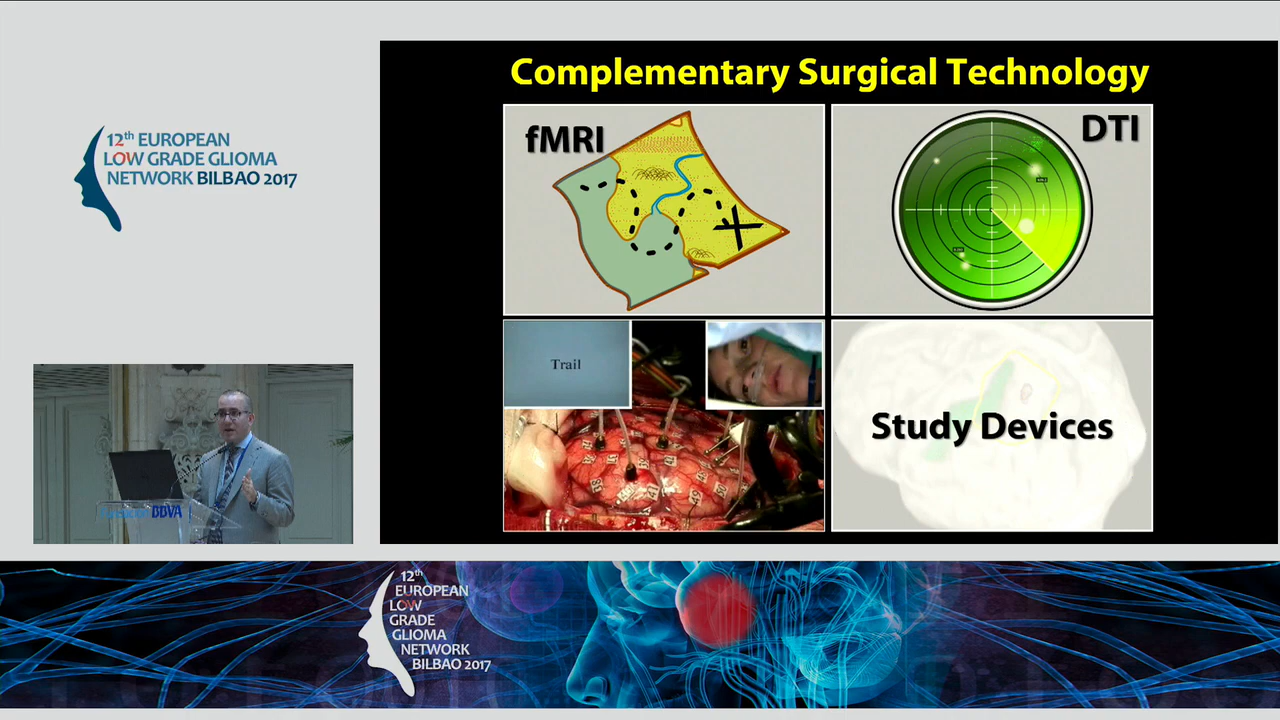 12th EUROPEAN
LOW GRADE GLIOMA
NETWORK BILBAO 2017
Complementary Surgical Technology
fMRI
DTI
Trail
Study Devices
BBVA
12th
EUROPEAN
LOW
GRADE
GLIOMA
NETWORK
BILBAO 2017